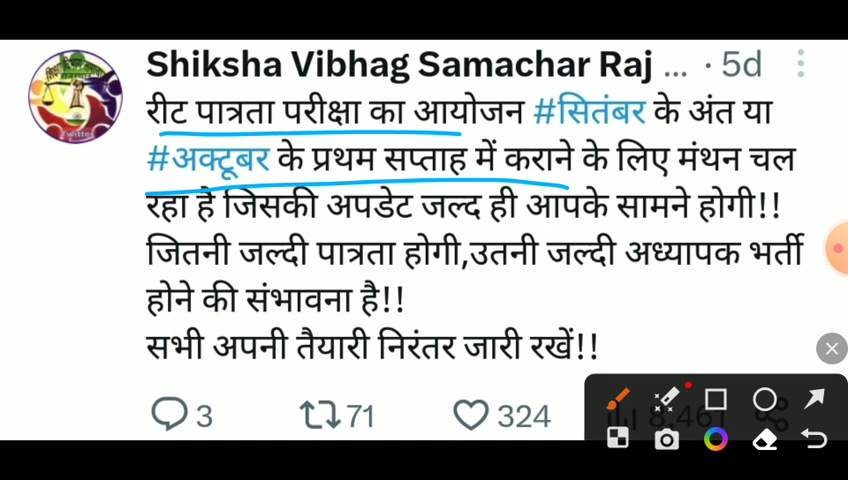 Shiksha Vibhag Samachar Raj ... · 5d
रीट पात्रता परीक्षा का आयोजन #सितंबर के अंत या
#अक्टूबर के प्रथम सप्ताह में कराने के लिए मंथन चल
रहा है जिसकी अपडेट जल्द ही आपके सामने होगी!!
जितनी जल्दी पात्रता होगी,उतनी जल्दी अध्यापक भर्ती
होने की संभावना है!!
सभी अपनी तैयारी निरंतर जारी रखें!!
3 71 324 8,461